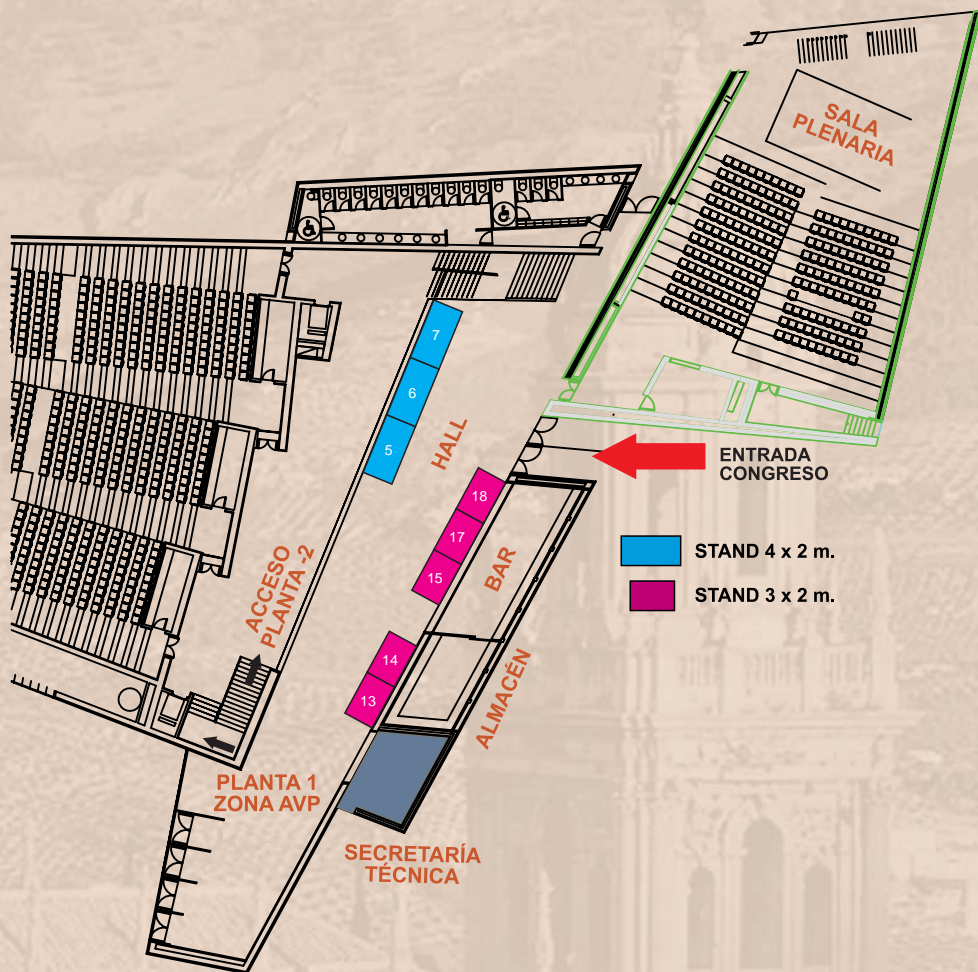 SALA
PLENARIA
7
6
5
HALL
ENTRADA
CONGRESO
18
17
15
BAR
STAND 4 x 2 m.
STAND 3 x 2 m.
ACCESO
PLANTA -2
14
13
ALMACÉN
PLANTA 1
ZONA AVP
SECRETARÍA
TÉCNICA